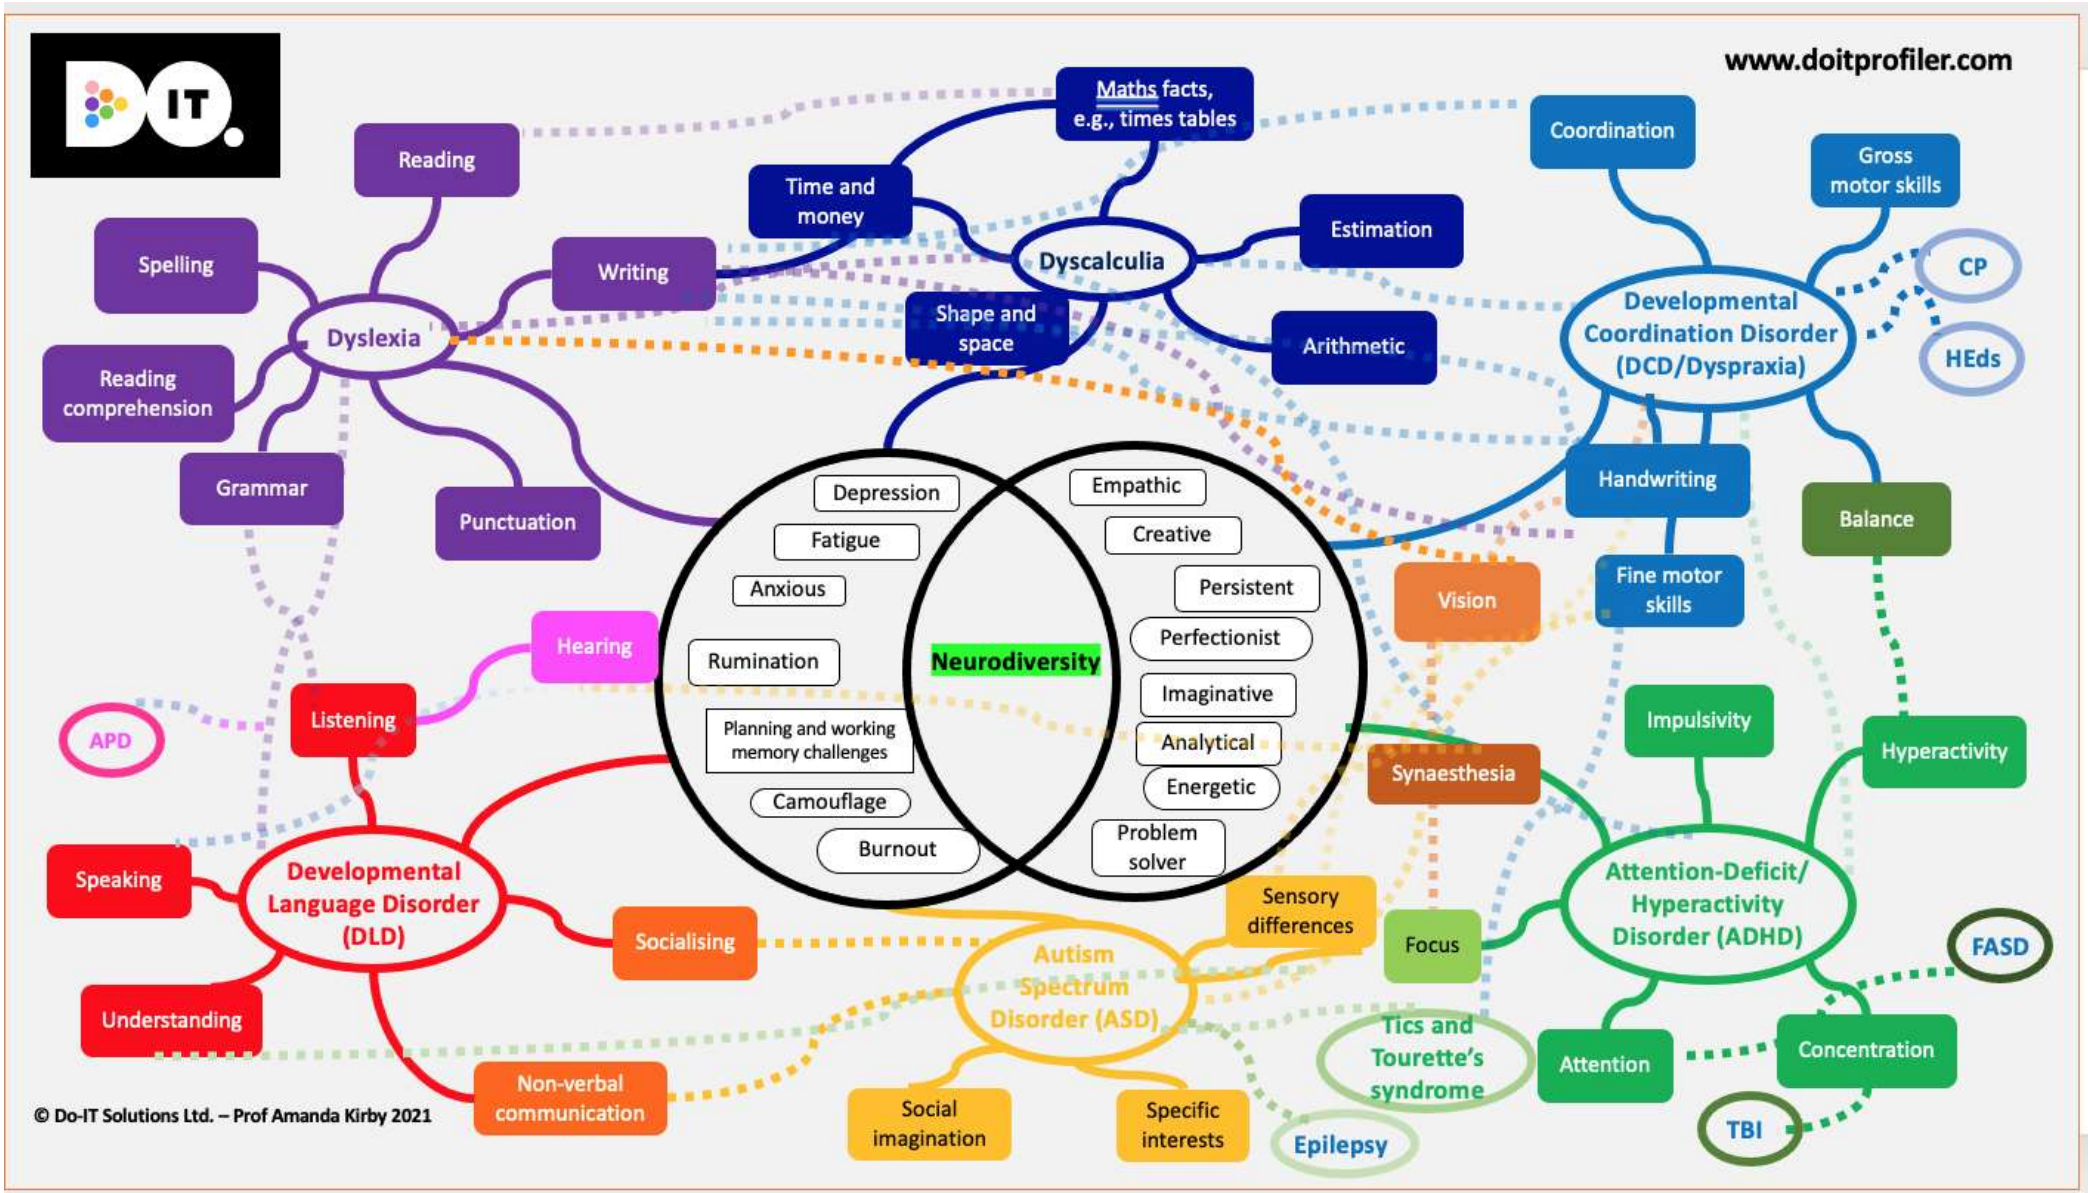 DO IT.
www.doitprofiler.com
Maths facts,
e.g., times tables
Reading
Time and
money
Coordination
Gross
motor skills
Spelling
Writing
Dyscalculia
Estimation
CP
Dyslexia
Shape and
space
Arithmetic
Developmental
Coordination Disorder
(DCD/Dyspraxia)
HEds
Reading
comprehension
Grammar
Punctuation
Handwriting
Balance
Fine motor
skills
Vision
Depression
Fatigue
Anxious
Rumination
Planning and working
memory challenges
Camouflage
Burnout
Neurodiversity
Empathic
Creative
Persistent
Perfectionist
Imaginative
Analytical
Energetic
Problem
solver
Hearing
Listening
APD
Speaking
Developmental
Language Disorder
(DLD)
Understanding
Socialising
Non-verbal
communication
Synaesthesia
Impulsivity
Hyperactivity
Attention-Deficit/
Hyperactivity
Disorder (ADHD)
Focus
Sensory
differences
Autism
Spectrum
Disorder (ASD)
FASD
Tics and
Tourette's
syndrome
Attention
Concentration
TBI
Social
imagination
Specific
interests
Epilepsy
© Do-IT Solutions Ltd. – Prof Amanda Kirby 2021